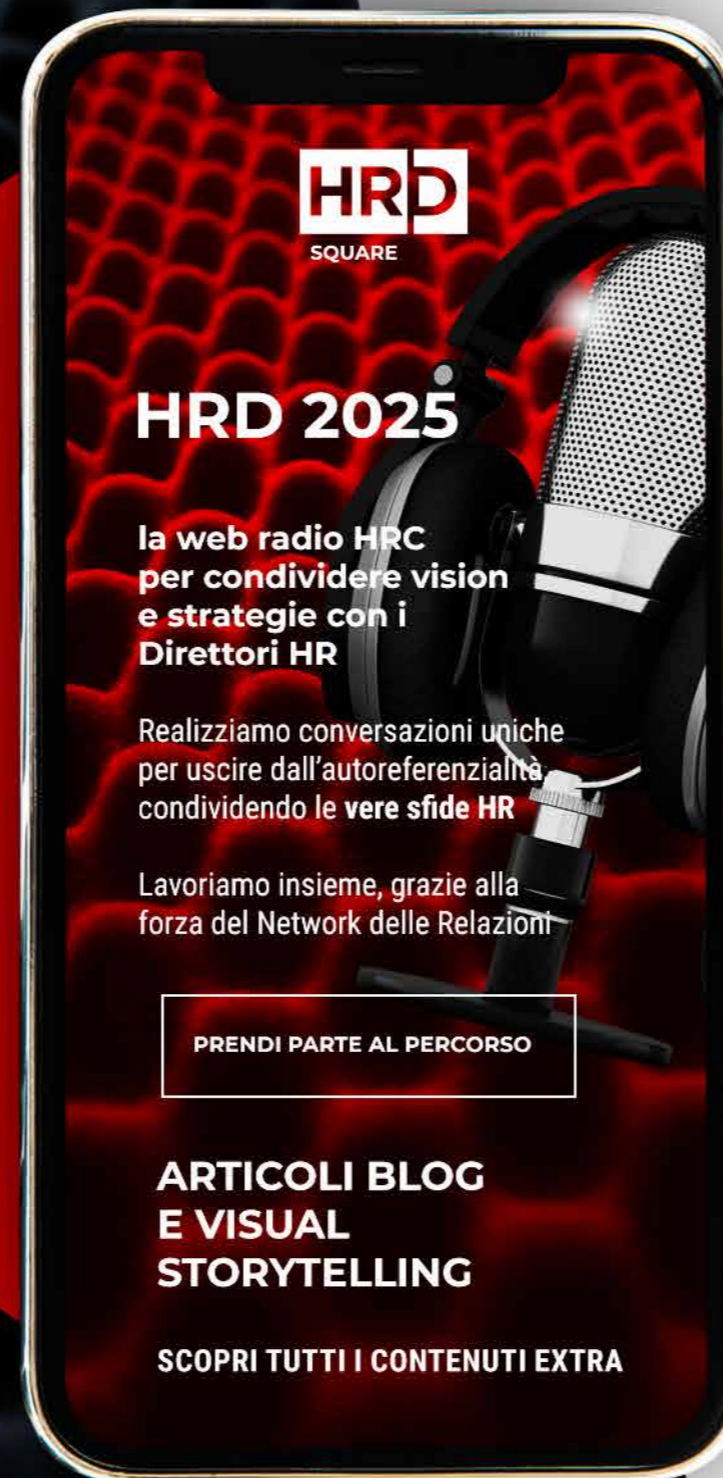 HRD
SQUARE
HRD 2025
la web radio HRC
per condividere vision
e strategie con i
Direttori HR
Realizziamo conversazioni uniche
per uscire dall'autoreferenzialità,
condividendo le vere sfide HR
Lavoriamo insieme, grazie alla
forza del Network delle Relazioni
PRENDI PARTE AL PERCORSO
ARTICOLI BLOG
E VISUAL
STORYTELLING
SCOPRI TUTTI I CONTENUTI EXTRA